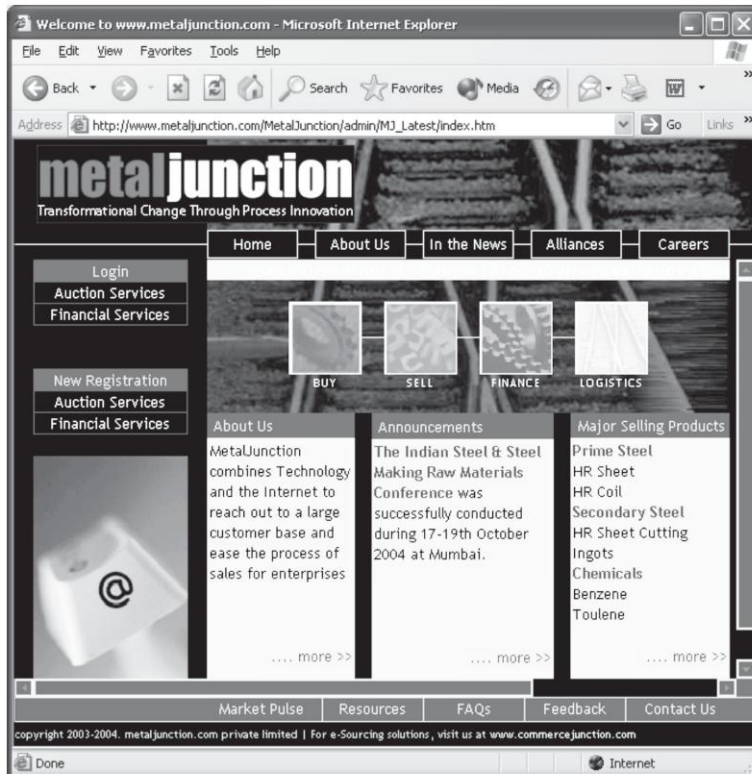 Welcome to www.metaljunction.com - Microsoft Internet Explorer
File Edit View Favorites Tools Help
Back Search Favorites Media
Address http://www.metaljunction.com/MetalJunction/admin/MJ_Latest/index.htm Go Links
metaljunction
Transformational Change Through Process Innovation
Home About Us In the News Alliances Careers
Login
Auction Services
Financial Services
New Registration
Auction Services
Financial Services
@
BUY SELL FINANCE LOGISTICS
About Us
MetalJunction
combines Technology
and the Internet to
reach out to a large
customer base and
ease the process of
sales for enterprises
.... more >>
Announcements
The Indian Steel & Steel
Making Raw Materials
Conference was
successfully conducted
during 17-19th October
2004 at Mumbai.
.... more >>
Major Selling Products
Prime Steel
HR Sheet
HR Coil
Secondary Steel
HR Sheet Cutting
Ingots
Chemicals
Benzene
Toulene
.... more >>
Market Pulse Resources FAQs Feedback Contact Us
copyright 2003-2004. metaljunction.com private limited | For e-Sourcing solutions, visit us at www.commercejunction.com
Done Internet